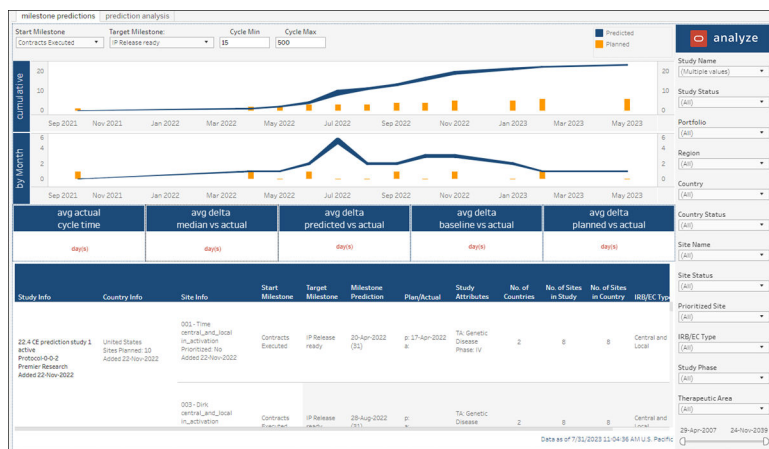 milestone predictions
prediction analysis
Start Milestone
Target Milestone:
Cycle Min
Cycle Max
Contracts Executed
IP Release ready
15
500
Predicted
Planned
analyze
cumulative
20
10
0
20
10
0
Sep 2021
Nov 2021
Jan 2022
Mar 2022
May 2022
Jul 2022
Sep 2022
Nov 2022
Jan 2023
Mar 2023
May 2023
by Month
6
4
2
0
6
4
2
0
Sep 2021
Nov 2021
Jan 2022
Mar 2022
May 2022
Jul 2022
Sep 2022
Nov 2022
Jan 2023
Mar 2023
May 2023
avg actual
cycle time
avg delta
median vs actual
avg delta
predicted vs actual
avg delta
baseline vs actual
avg delta
planned vs actual
day(s)
day(s)
day(s)
day(s)
day(s)
Study Info
Country Info
Site Info
Start
Milestone
Target
Milestone
Milestone
Prediction
Plan/Actual
Study
Attributes
No. of
Countries
No. of Sites
in Study
No. of Sites
in Country
IRB/EC Type
22.4 CE prediction study 1
active
Protocol-0-0-2
Premier Research
Added 22-Nov-2022
United States
Sites Planned: 10
Added 22-Nov-2022
001 - Time
central_and_local
in_activation
Prioritized: No
Added 22-Nov-2022
Contracts
Executed
IP Release
ready
20-Apr-2022
(31)
p: 17-Apr-2022
a:
TA: Genetic
Disease
Phase: IV
2
8
8
Central and
Local
003 - Dirk
central_and_local
in_activation
Contracts
Executed
IP Release
ready
28-Aug-2022
(31)
p:
a:
TA: Genetic
Disease
2
8
8
Central and
Local
Data as of 7/31/2023 11:04:36 AM U.S. Pacific
Study Name
(Multiple values)
Study Status
(All)
Portfolio
(All)
Region
(All)
Country
(All)
Country Status
(All)
Site Name
(All)
Site Status
(All)
Prioritized Site
(All)
IRB/EC Type
(All)
Study Phase
(All)
Therapeutic Area
(All)
29-Apr-2007
24-Nov-2039